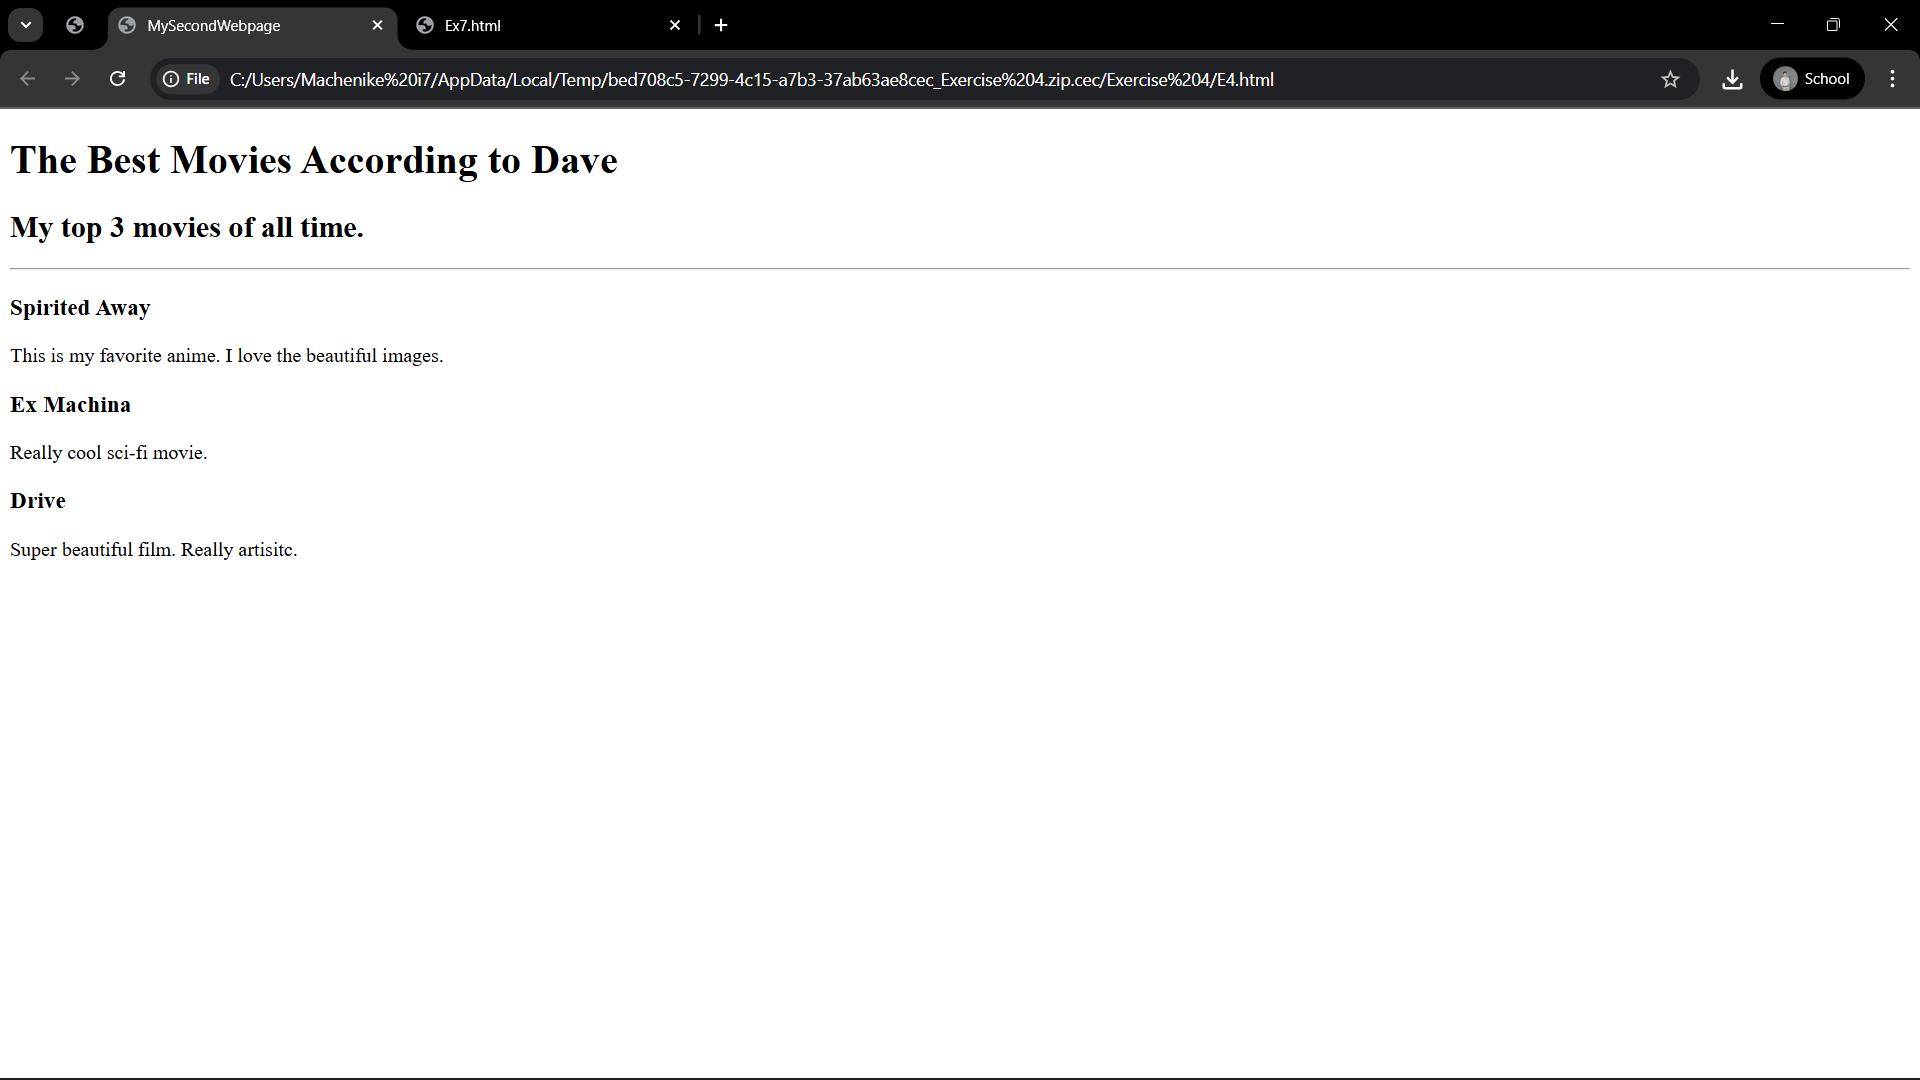 MySecondWebpage
Ex7.html
File
C:/Users/Machenike%20i7/AppData/Local/Temp/bed708c5-7299-4c15-a7b3-37ab63ae8cec_Exercise%204.zip.cec/Exercise%204/E4.html
School
The Best Movies According to Dave
My top 3 movies of all time.
Spirited Away
This is my favorite anime. I love the beautiful images.
Ex Machina
Really cool sci-fi movie.
Drive
Super beautiful film. Really artisitc.